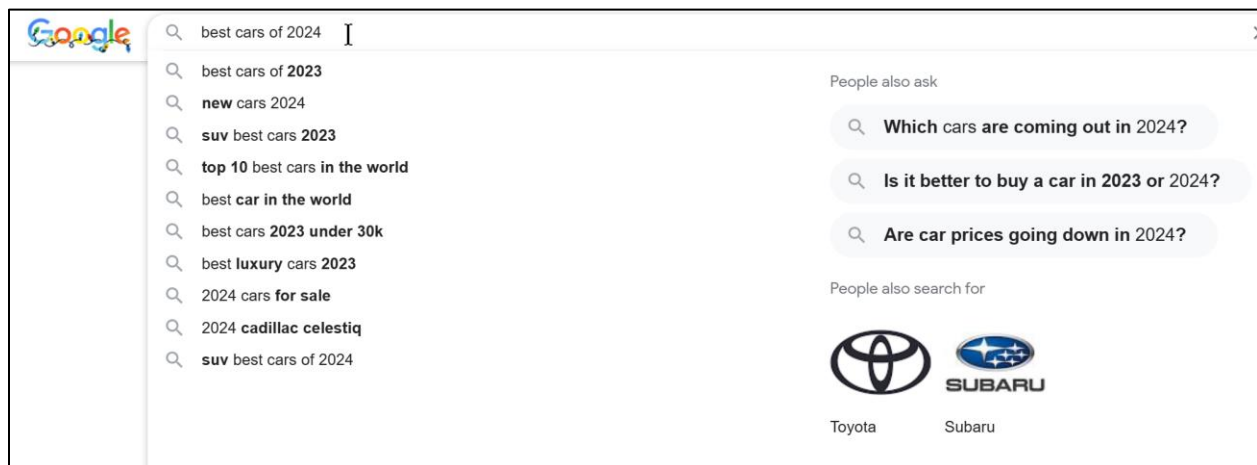 Google
best cars of 2024
best cars of 2023
new cars 2024
suv best cars 2023
top 10 best cars in the world
best car in the world
best cars 2023 under 30k
best luxury cars 2023
2024 cars for sale
2024 cadillac celestiq
suv best cars of 2024
People also ask
Which cars are coming out in 2024?
Is it better to buy a car in 2023 or 2024?
Are car prices going down in 2024?
People also search for
SUBARU
Toyota Subaru